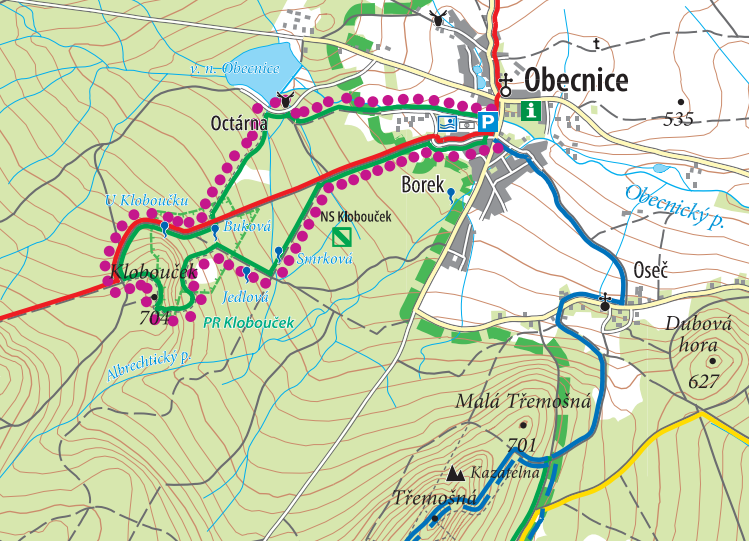 v. n. Obecnice
Obecnice
i
P
535
Octárna
Borek
Obecnický p.
U Kloboučku
Buková
NS Klobouček
Smrková
Klobouček
704
Jedlová
PR Klobouček
Oseč
Albrechtický p.
Dubová
hora
627
Malá Třemošná
701
Kazatelna
Třemošná